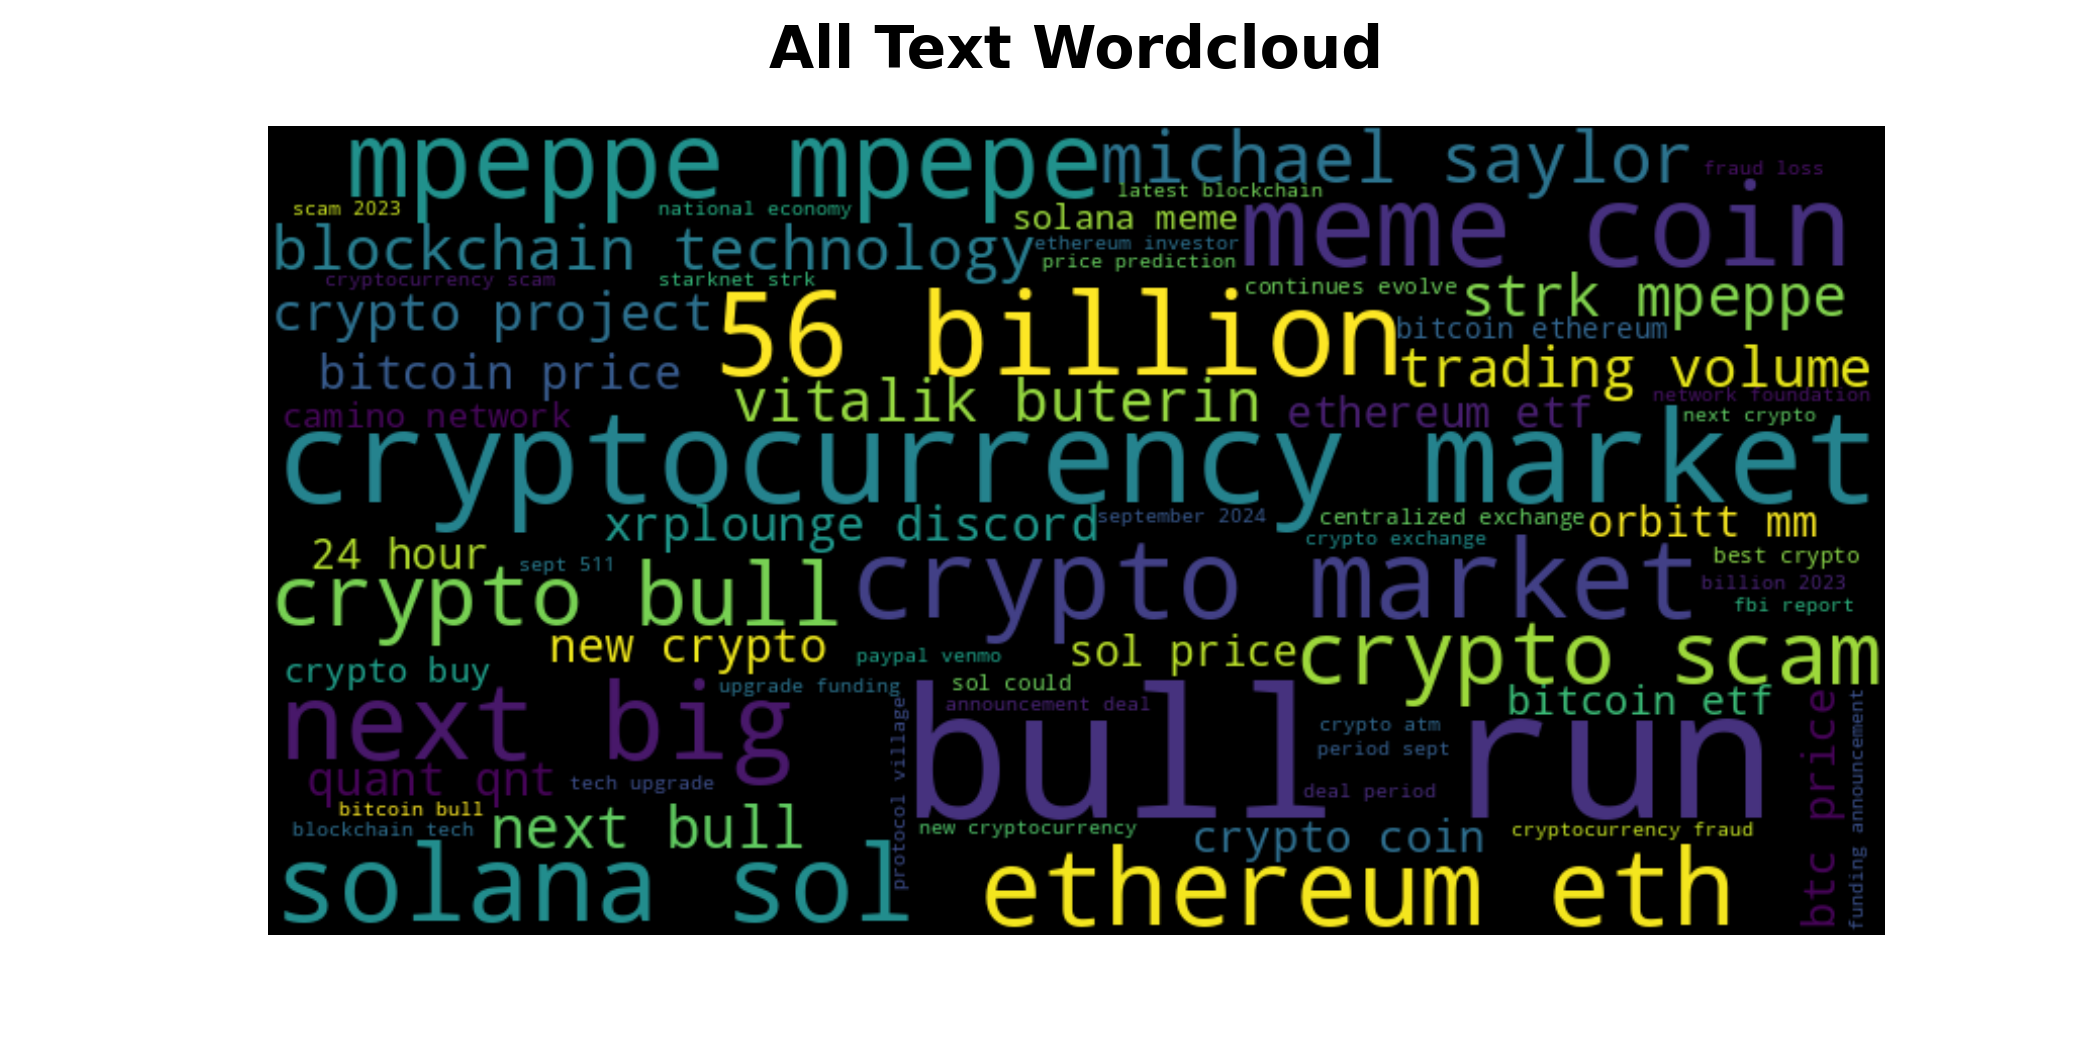 All Text Wordcloud
mpeppe mpepe
michael saylor
fraud loss
latest blockchain
scam 2023
national economy
solana meme
meme coin
blockchain technology
ethereum investor
price prediction
cryptocurrency scam
starknet strk
continues evolve
strk mpeppe
crypto project
56 billion
bitcoin ethereum
bitcoin price
trading volume
vitalik buterin
network foundation
camino network
ethereum etf
next crypto
cryptocurrency market
xrplounge discord
september 2024
centralized exchange
orbitt mm
crypto exchange
24 hour
sept 511
best crypto
crypto bull
crypto market
billion 2023
fbi report
new crypto
paypal venmo
sol price
crypto scam
crypto buy
upgrade funding
sol could
next big
announcement deal
bitcoin etf
protocol village
bull run
crypto atm
period sept
btc price
funding announcement
quant qnt
tech upgrade
deal period
bitcoin bull
blockchain tech
next bull
new cryptocurrency
crypto coin
cryptocurrency fraud
solana sol
ethereum eth